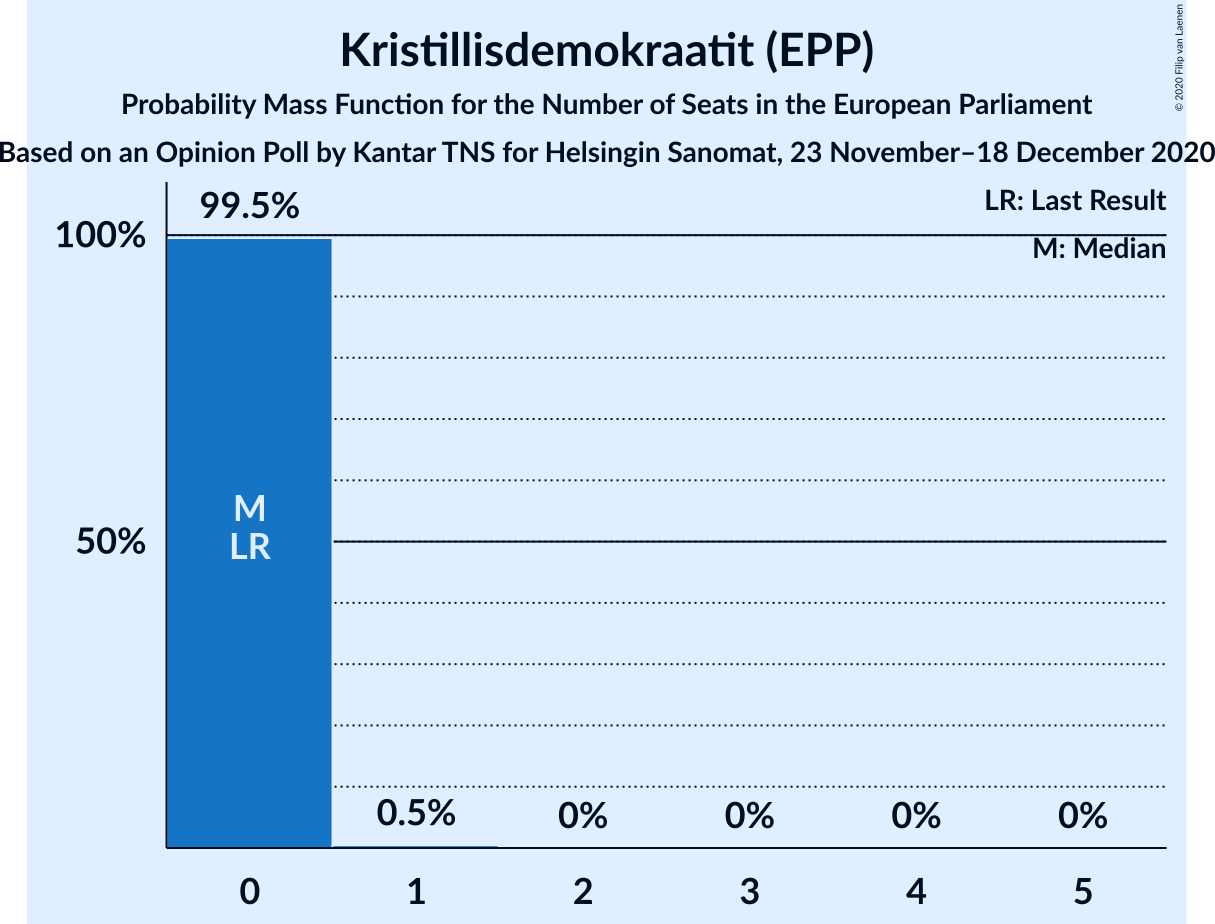 Kristillisdemokraatit (EPP)
Probability Mass Function for the Number of Seats in the European Parliament
Based on an Opinion Poll by Kantar TNS for Helsingin Sanomat, 23 November–18 December 2020
© 2020 Filip van Laenen
LR: Last Result
M: Median
99.5%
100%
M
LR
50%
0.5%
0%
0%
0%
0%
0
1
2
3
4
5